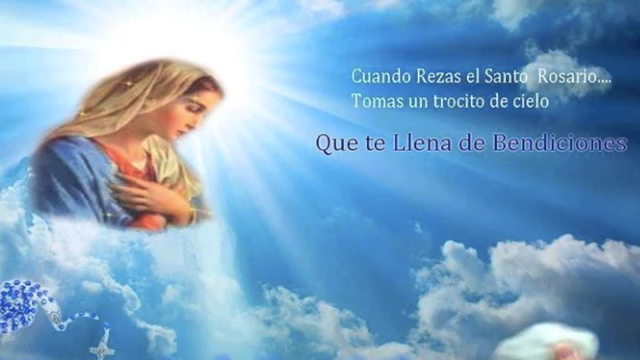 Cuando Rezas el Santo Rosario....
Tomas un trocito de cielo
Que te Llena de Bendiciones